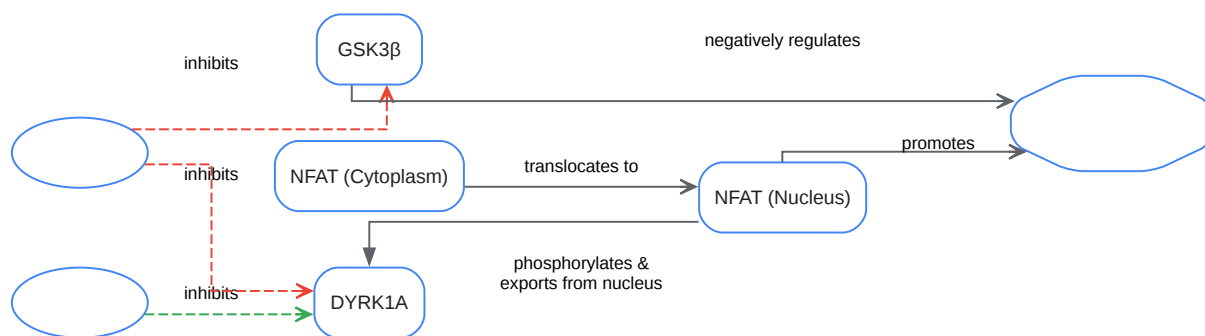 negatively regulates
GSK3β
inhibits
promotes
NFAT (Cytoplasm)
translocates to
inhibits
NFAT (Nucleus)
phosphorylates &
exports from nucleus
inhibits
DYRK1A